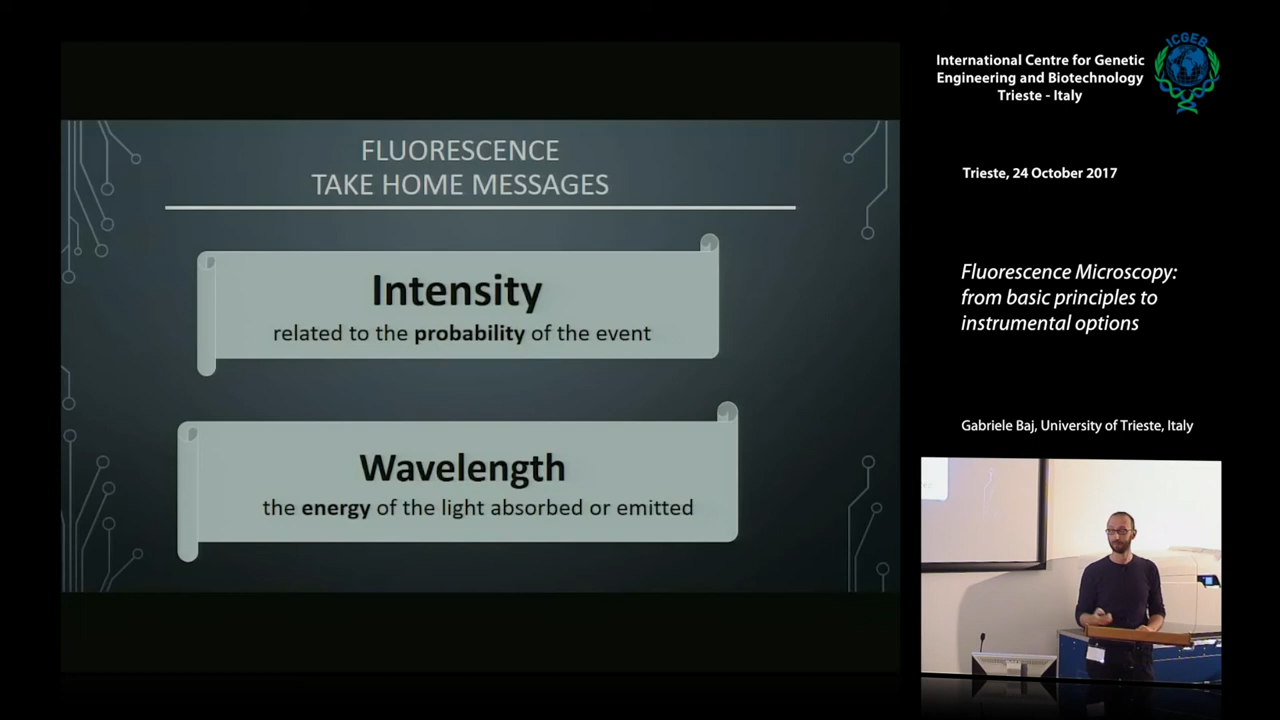 FLUORESCENCE
TAKE HOME MESSAGES
Intensity
related to the probability of the event
Wavelength
the energy of the light absorbed or emitted
International Centre for Genetic
Engineering and Biotechnology
Trieste - Italy
ICGEB
Trieste, 24 October 2017
Fluorescence Microscopy:
from basic principles to
instrumental options
Gabriele Baj, University of Trieste, Italy